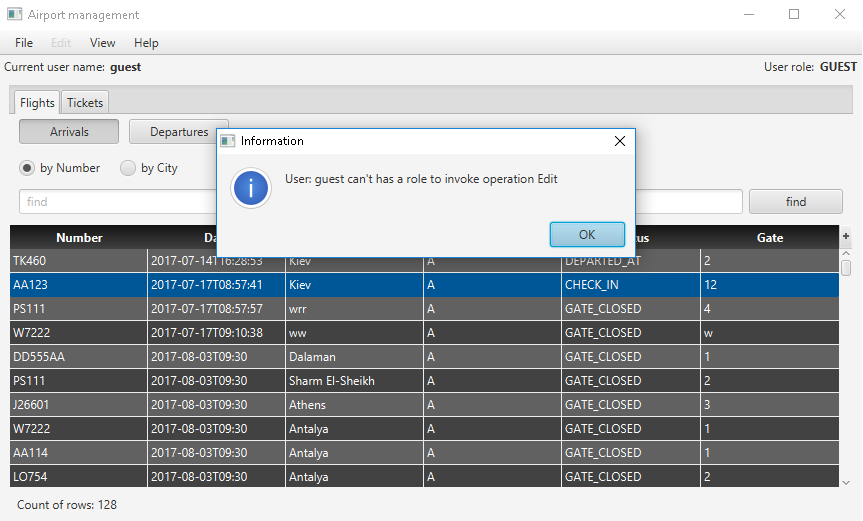 Airport management
File Edit View Help
Current user name: guest User role: GUEST
Flights Tickets
Arrivals Departures
Information
User: guest can't has a role to invoke operation Edit
OK
by Number by City
find find
Number Gate +
TK460 2017-07-14T16:28:53 Kiev A DEPARTED_AT 2
AA123 2017-07-17T08:57:41 Kiev A CHECK_IN 12
PS111 2017-07-17T08:57:57 wrr A GATE_CLOSED 4
W7222 2017-07-17T09:10:38 ww A GATE_CLOSED w
DD555AA 2017-08-03T09:30 Dalaman A GATE_CLOSED 1
PS111 2017-08-03T09:30 Sharm El-Sheikh A GATE_CLOSED 2
J26601 2017-08-03T09:30 Athens A GATE_CLOSED 3
W7222 2017-08-03T09:30 Antalya A GATE_CLOSED 1
AA114 2017-08-03T09:30 Antalya A GATE_CLOSED 1
LO754 2017-08-03T09:30 Antalya A GATE_CLOSED 2
Count of rows: 128